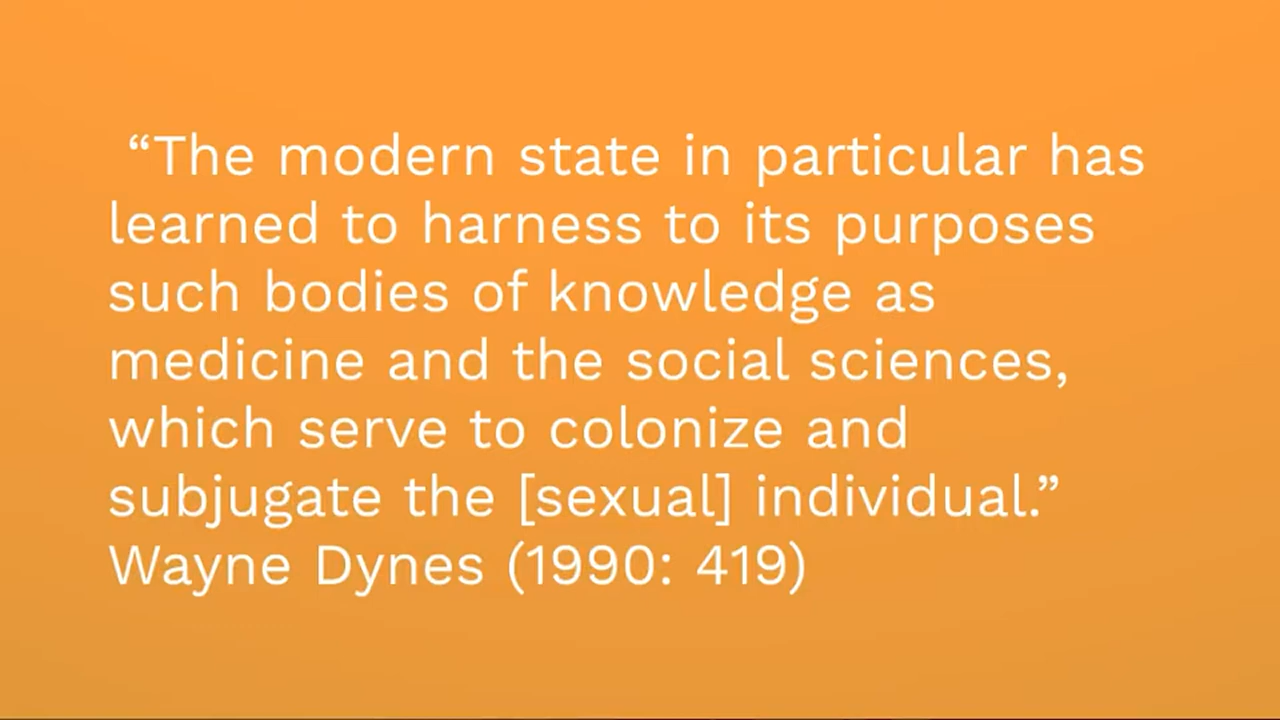 “The modern state in particular has
learned to harness to its purposes
such bodies of knowledge as
medicine and the social sciences,
which serve to colonize and
subjugate the [sexual] individual.”
Wayne Dynes (1990: 419)